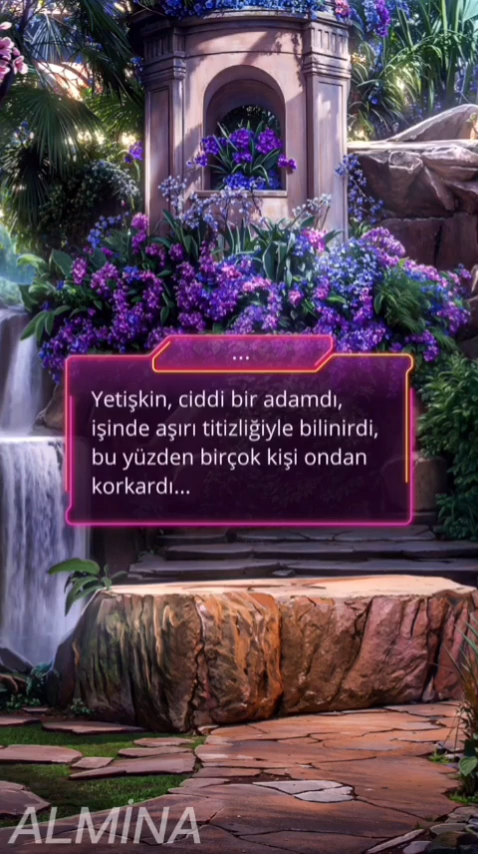 ...
Yetişkin, ciddi bir adamdı,
işinde aşırı titizliğiyle bilinirdi,
bu yüzden birçok kişi ondan
korkardı...
ALMİNA